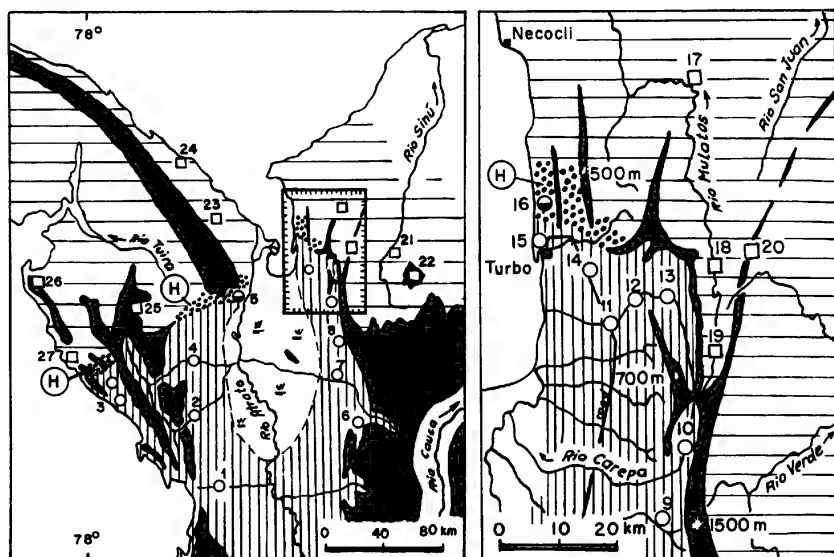 78°
24
23
Rio Tuira
H
26
25
5
27
4
H
3
2
Rio Atrato
1
78°
Rio Sinú
21
22
8
7
6
Rio Cauca
0 40 80 km
Necocli
17
Rio San Juan
Rio Mulatos
H
500 m
16
15
Turbo
14
18
20
12
13
11
19
700 m
10
Rio Carepa
Rio Verde
9
1500 m
0 10 20 km